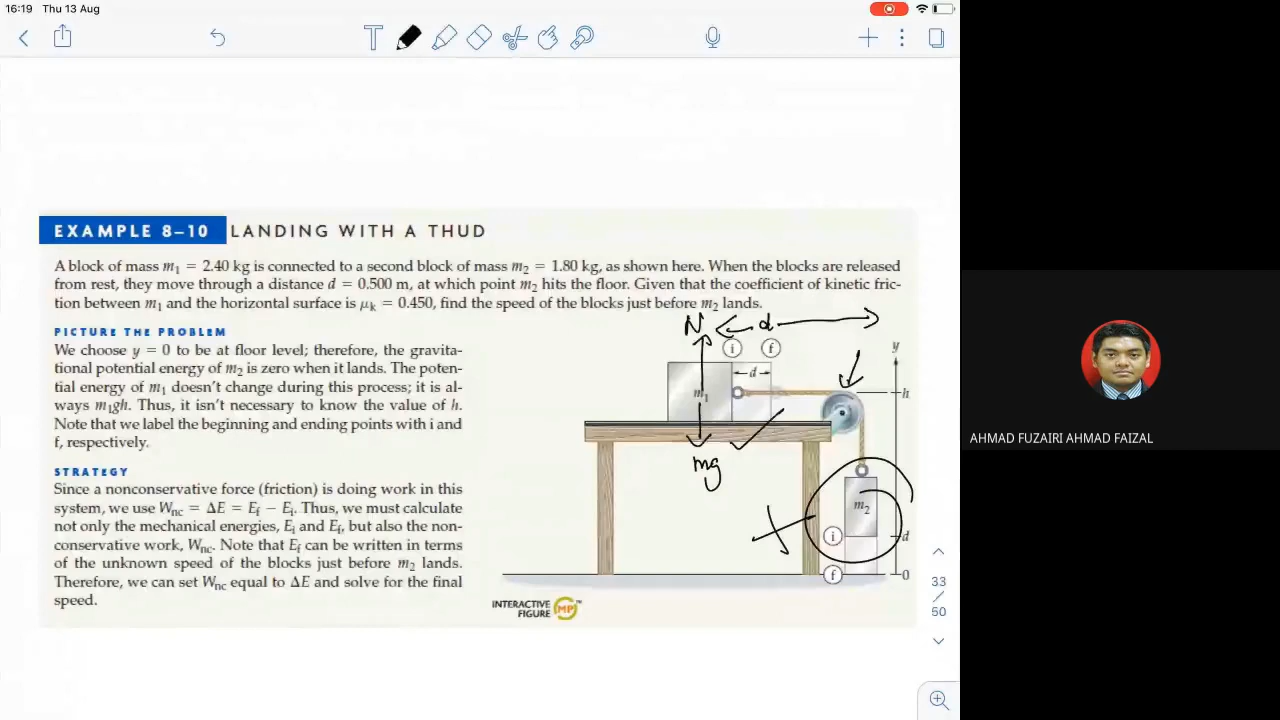 16:19 Thu 13 Aug
EXAMPLE 8–10 LANDING WITH A THUD
A block of mass m₁ = 2.40 kg is connected to a second block of mass m₂ = 1.80 kg, as shown here. When the blocks are released
from rest, they move through a distance d = 0.500 m, at which point m₂ hits the floor. Given that the coefficient of kinetic fric-
tion between m₁ and the horizontal surface is μₖ = 0.450, find the speed of the blocks just before m₂ lands.
PICTURE THE PROBLEM
We choose y = 0 to be at floor level; therefore, the gravita-
tional potential energy of m₂ is zero when it lands. The poten-
tial energy of m₁ doesn't change during this process; it is al-
ways m₁gh. Thus, it isn't necessary to know the value of h.
Note that we label the beginning and ending points with i and
f, respectively.
STRATEGY
Since a nonconservative force (friction) is doing work in this
system, we use Wnc = ΔE = Ef − Ei. Thus, we must calculate
not only the mechanical energies, Ei and Ef, but also the non-
conservative work, Wnc. Note that Ef can be written in terms
of the unknown speed of the blocks just before m₂ lands.
Therefore, we can set Wnc equal to ΔE and solve for the final
speed.
N d
i f
y
d
m₁
h
mg
m₂
i
d
f
0
INTERACTIVE
FIGURE MP™
33
/
50
AHMAD FUZAIRI AHMAD FAIZAL